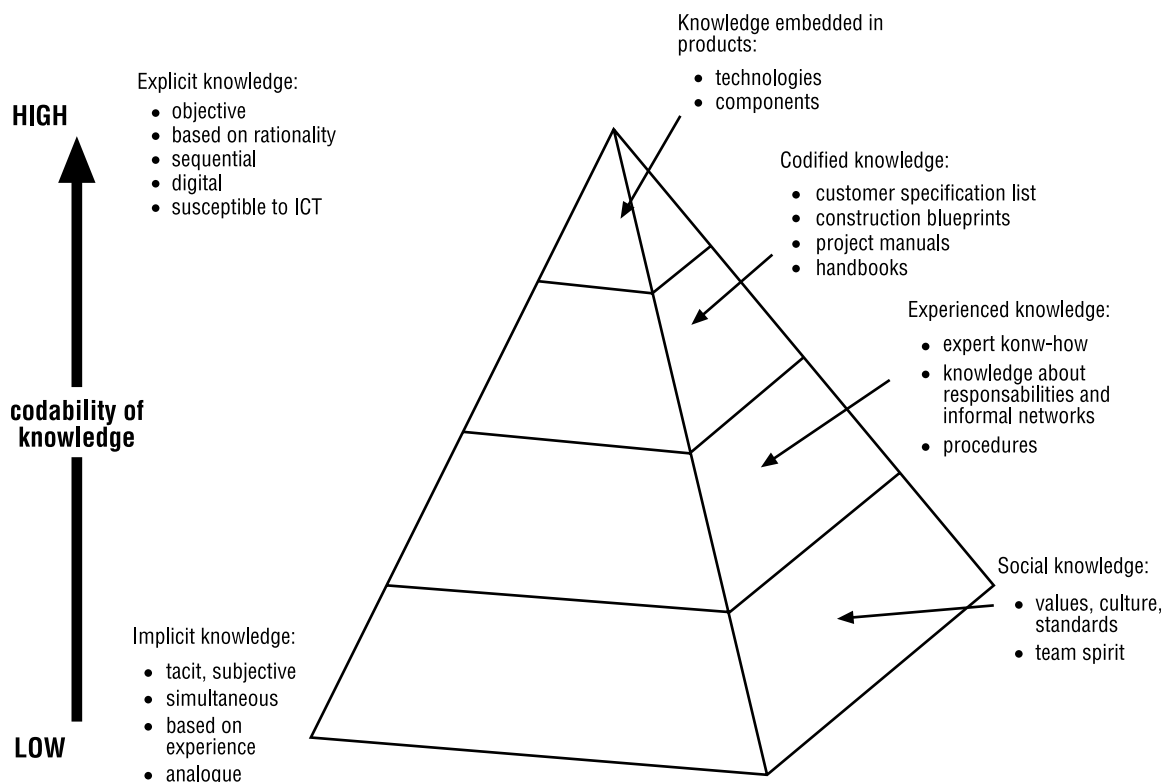 Knowledge embedded in
products:
• technologies
• components
Explicit knowledge:
• objective
• based on rationality
• sequential
• digital
• susceptible to ICT
HIGH
Codified knowledge:
• customer specification list
• construction blueprints
• project manuals
• handbooks
Experienced knowledge:
• expert konw-how
• knowledge about
responsabilities and
informal networks
• procedures
codability of
knowledge
Social knowledge:
• values, culture,
standards
• team spirit
Implicit knowledge:
• tacit, subjective
• simultaneous
• based on
experience
• analogue
LOW